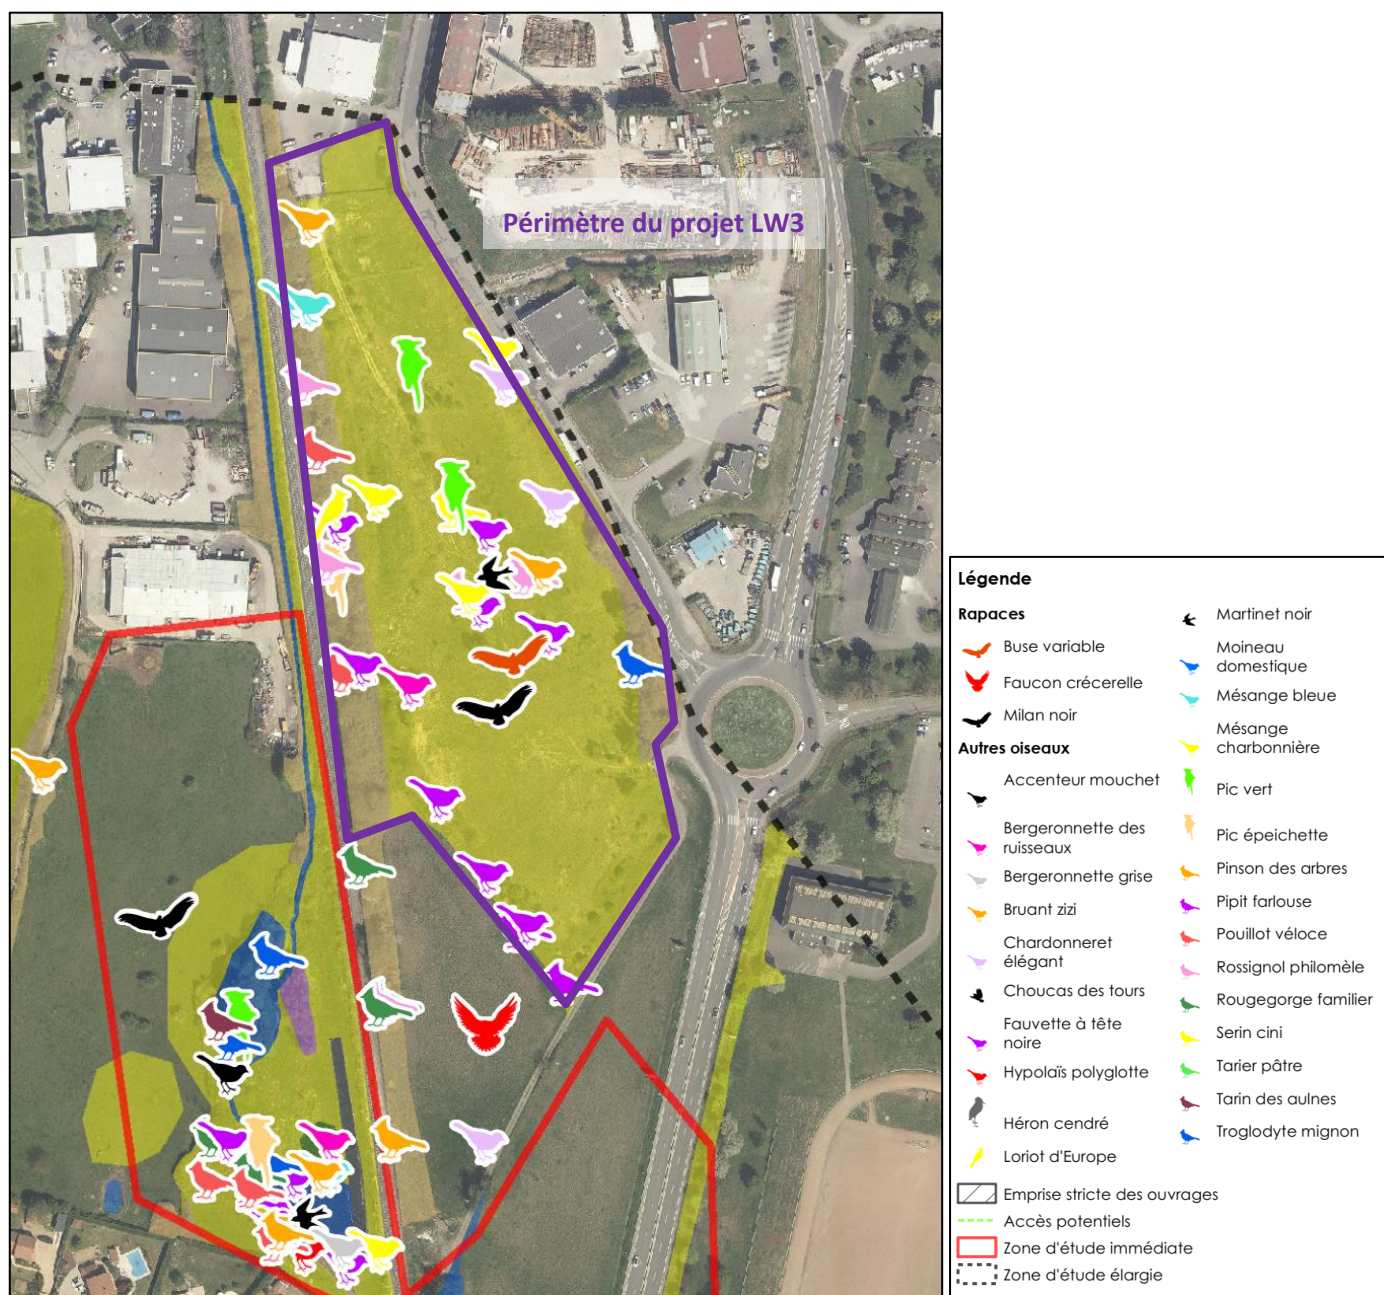 Périmètre du projet LW3
Légende
Rapaces
Buse variable
Faucon crécerelle
Milan noir
Autres oiseaux
Accenteur mouchet
Bergeronnette des
ruisseaux
Bergeronnette grise
Bruant zizi
Chardonneret
élégant
Choucas des tours
Fauvette à tête
noire
Hypolaïs polyglotte
Héron cendré
Loriot d'Europe
Martinet noir
Moineau
domestique
Mésange bleue
Mésange
charbonnière
Pic vert
Pic épeichette
Pinson des arbres
Pipit farlouse
Pouillot véloce
Rossignol philomèle
Rougegorge familier
Serin cini
Tarier pâtre
Tarin des aulnes
Troglodyte mignon
Emprise stricte des ouvrages
Accès potentiels
Zone d'étude immédiate
Zone d'étude élargie